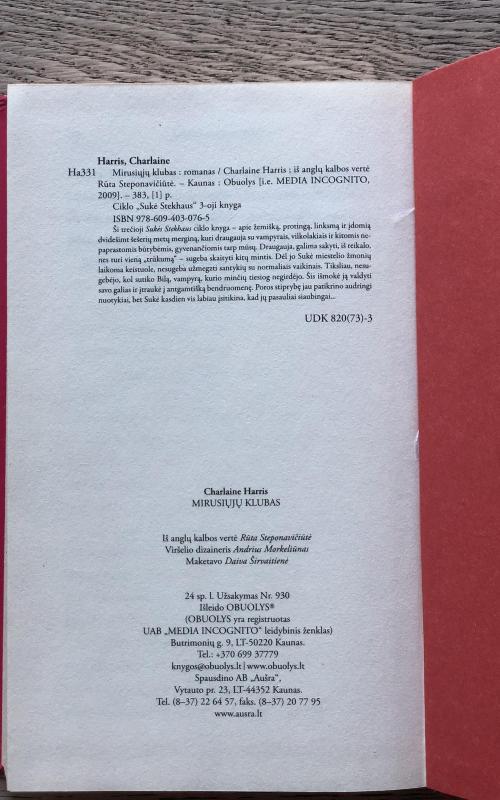 Harris, Charlaine
Ha331 Mirusiųjų klubas : romanas / Charlaine Harris ; iš anglų kalbos vertė
Rūta Steponavičiūtė. – Kaunas : Obuolys [i.e. MEDIA INCOGNITO,
2009]. – 383, [1] p.
Ciklo „Sukė Stekhaus" 3-oji knyga
ISBN 978-609-403-076-5
Ši trečioji Sukės Stekhaus ciklo knyga – apie žemišką, protingą, linksmą ir įdomią
dvidešimt šešerių metų merginą, kuri draugauja su vampyrais, vilkolakiais ir kitomis ne-
paprastomis būtybėmis, gyvenančiomis tarp mūsų. Draugauja, galima sakyti, iš reikalo,
nes turi vieną „trūkumą" – sugeba skaityti kitų mintis. Dėl jo Sukė miestelio žmonių
laikoma keistuole, nesugeba užmegzti santykių su normaliais vaikinais. Tiksliau, nesu-
gebėjo, kol sutiko Bilą, vampyrą, kurio minčių tiesiog negirdėjo. Šis išmokė ją valdyti
savo galias ir įtraukė į antgamtišką bendruomenę. Poros stiprybę jau patikrino audringi
nuotykiai, bet Sukė kasdien vis labiau įsitikina, kad jų pasauliai siaubingai...
UDK 820(73)-3
Charlaine Harris
MIRUSIŲJŲ KLUBAS
Iš anglų kalbos vertė Rūta Steponavičiūtė
Viršelio dizaineris Andrius Morkeliūnas
Maketavo Daiva Širvaitienė
24 sp. l. Užsakymas Nr. 930
Išleido OBUOLYS®
(OBUOLYS yra registruotas
UAB „MEDIA INCOGNITO" leidybinis ženklas)
Butrimonių g. 9, LT-50220 Kaunas.
Tel.: +370 699 37779
knygos@obuolys.lt | www.obuolys.lt
Spausdino AB „Aušra",
Vytauto pr. 23, LT-44352 Kaunas.
Tel. (8–37) 22 64 57, faks. (8–37) 20 77 95
www.ausra.lt